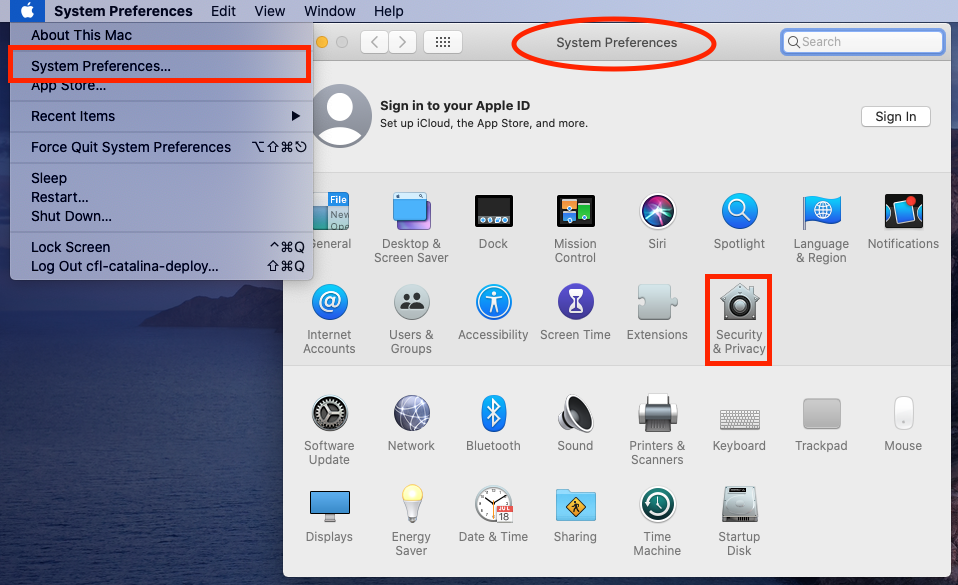 System Preferences Edit View Window Help
About This Mac
System Preferences...
App Store...
Recent Items
Force Quit System Preferences ⌥⇧⌘⎋
Sleep
Restart...
Shut Down...
Lock Screen ^⌘Q
Log Out cfl-catalina-deploy... ⇧⌘Q
System Preferences
Search
Sign in to your Apple ID
Set up iCloud, the App Store, and more.
Sign In
File
New
Ope
General
Desktop &
Screen Saver
Dock
Mission
Control
Siri
Spotlight
Language
& Region
Notifications
@
Internet
Accounts
Users &
Groups
Accessibility
Screen Time
Extensions
Security
& Privacy
Software
Update
Network
Bluetooth
Sound
Printers &
Scanners
Keyboard
Trackpad
Mouse
Displays
Energy
Saver
JUL
18
Date & Time
Sharing
Time
Machine
Startup
Disk